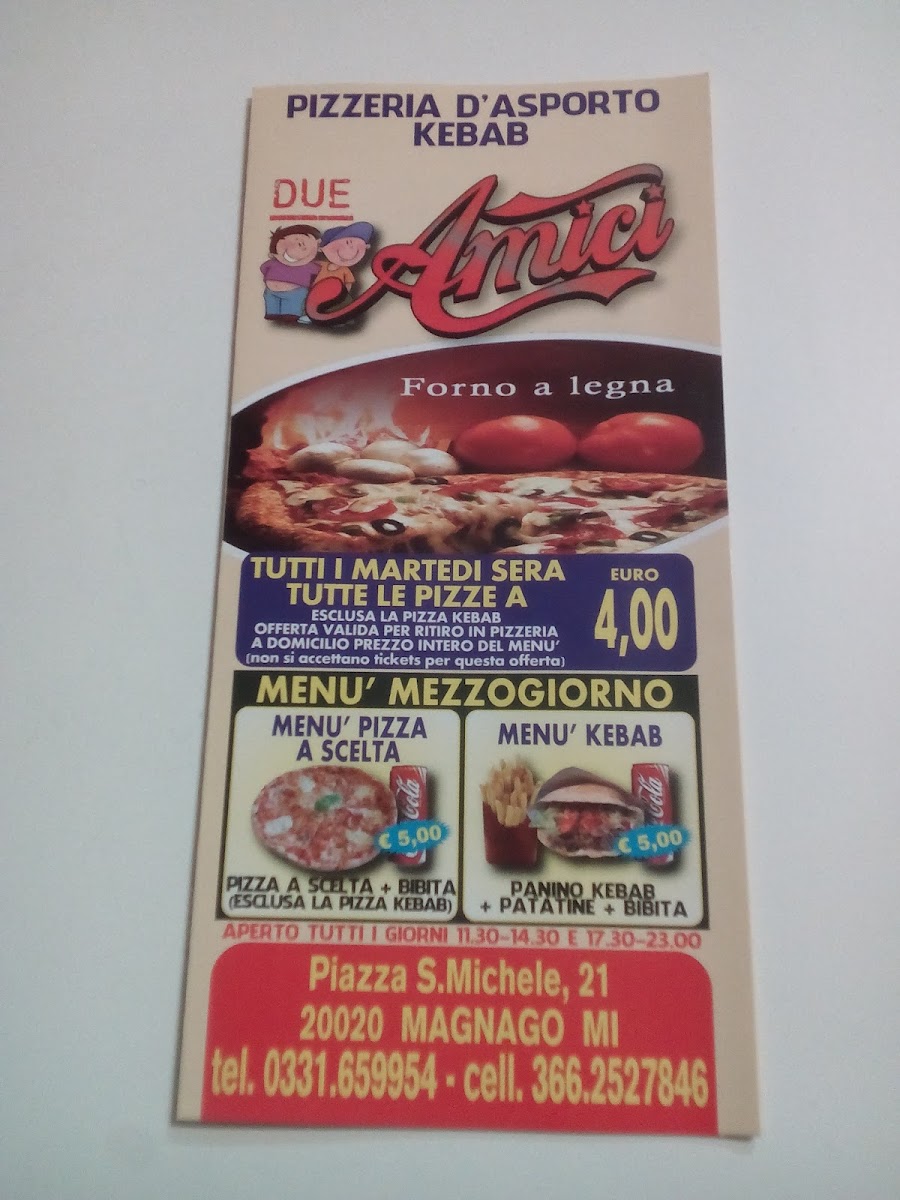 PIZZERIA D'ASPORTO
KEBAB
DUE
Amici
Forno a legna
TUTTI I MARTEDI SERA
TUTTE LE PIZZE A
ESCLUSA LA PIZZA KEBAB
OFFERTA VALIDA PER RITIRO IN PIZZERIA
A DOMICILIO PREZZO INTERO DEL MENU'
(non si accettano tickets per questa offerta)
EURO
4,00
MENU' MEZZOGIORNO
MENU' PIZZA
A SCELTA
Cola
€ 5,00
PIZZA A SCELTA + BIBITA
(ESCLUSA LA PIZZA KEBAB)
MENU' KEBAB
Cola
€ 5,00
PANINO KEBAB
+ PATATINE + BIBITA
APERTO TUTTI I GIORNI 11.30-14.30 E 17.30-23.00
Piazza S.Michele, 21
20020 MAGNAGO MI
tel. 0331.659954 - cell. 366.2527846